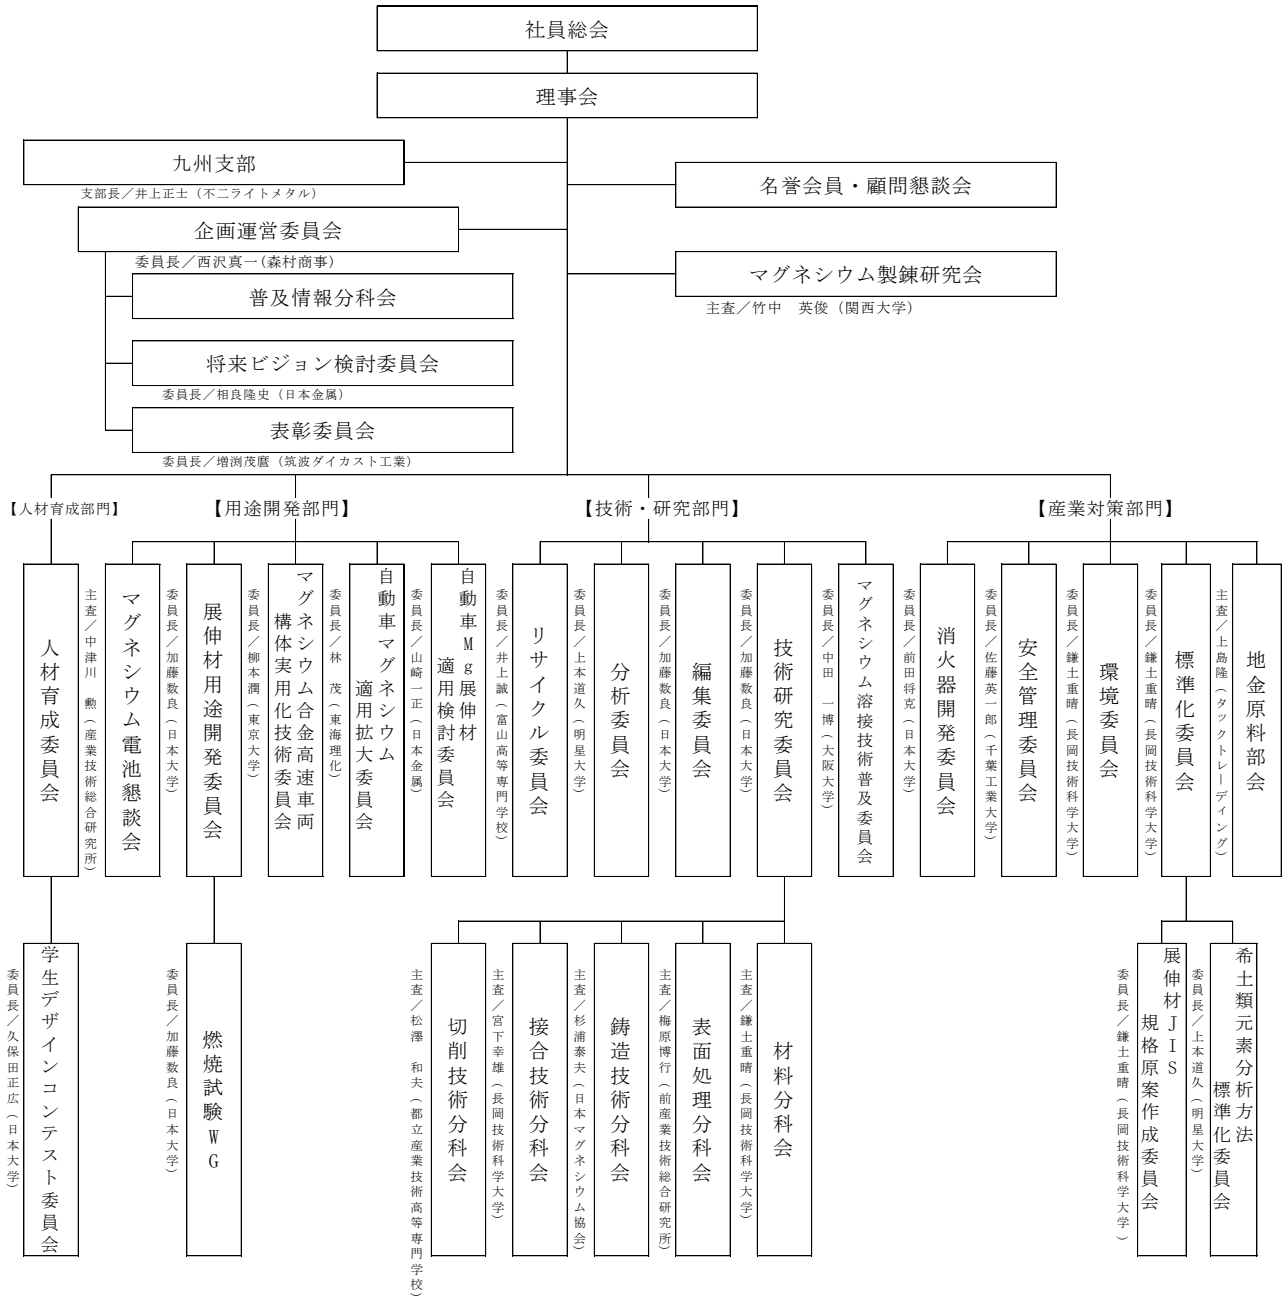 社員総会
理事会
九州支部
支部長／井上正士（不二ライトメタル）
名誉会員・顧問懇談会
企画運営委員会
委員長／西沢真一(森村商事)
マグネシウム製錬研究会
主査／竹中　英俊（関西大学）
普及情報分科会
将来ビジョン検討委員会
委員長／相良隆史（日本金属）
表彰委員会
委員長／増渕茂麿（筑波ダイカスト工業）
【人材育成部門】
【用途開発部門】
【技術・研究部門】
【産業対策部門】
人材育成委員会
主査／中津川　勲（産業技術総合研究所）
マグネシウム電池懇談会
委員長／加藤数良（日本大学）
展伸材用途開発委員会
委員長／柳本潤（東京大学）
マグネシウム合金高速車両
構体実用化技術委員会
委員長／林　茂（東海理化）
自動車マグネシウム
適用拡大委員会
委員長／山崎一正（日本金属）
自動車Mg展伸材
適用検討委員会
委員長／井上誠（富山高等専門学校）
リサイクル委員会
委員長／上本道久（明星大学）
分析委員会
委員長／加藤数良（日本大学）
編集委員会
委員長／加藤数良（日本大学）
技術研究委員会
委員長／中田　一博（大阪大学）
マグネシウム溶接技術普及委員会
委員長／前田将克（日本大学）
消火器開発委員会
委員長／佐藤英一郎（千葉工業大学）
安全管理委員会
委員長／鎌土重晴（長岡技術科学大学）
環境委員会
委員長／鎌土重晴（長岡技術科学大学）
標準化委員会
主査／上島隆（タックトレーディング）
地金原料部会
委員長／久保田正広（日本大学）
学生デザインコンテスト委員会
委員長／加藤数良（日本大学）
燃焼試験WG
主査／松澤　和夫（都立産業技術高等専門学校）
切削技術分科会
主査／宮下幸雄（長岡技術科学大学）
接合技術分科会
主査／杉浦泰夫（日本マグネシウム協会）
鋳造技術分科会
主査／梅原博行（前産業技術総合研究所）
表面処理分科会
主査／鎌土重晴（長岡技術科学大学）
材料分科会
委員長／鎌土重晴（長岡技術科学大学）
展伸材JIS
規格原案作成委員会
委員長／上本道久（明星大学）
希土類元素分析方法
標準化委員会